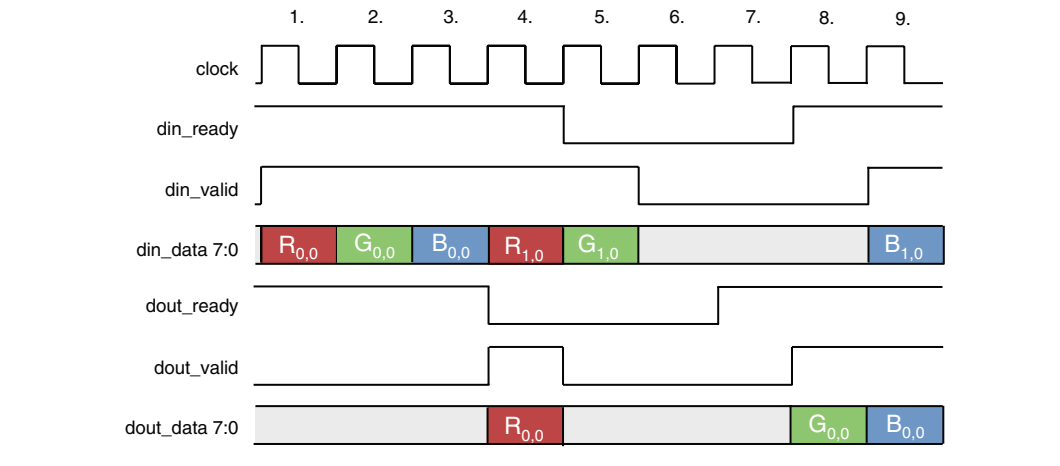 1. 2. 3. 4. 5. 6. 7. 8. 9.
clock
din_ready
din_valid
din_data 7:0 R0,0 G0,0 B0,0 R1,0 G1,0 B1,0
dout_ready
dout_valid
dout_data 7:0 R0,0 G0,0 B0,0